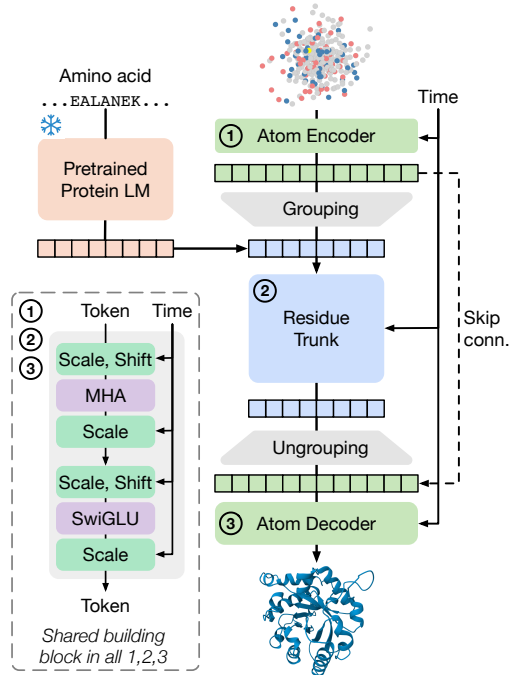 Amino acid
...EALANEK...
Pretrained
Protein LM
Time
1 Atom Encoder
Grouping
2
Residue
Trunk
Skip
conn.
Ungrouping
3 Atom Decoder
1
2
3
Token Time
Scale, Shift
MHA
Scale
Scale, Shift
SwiGLU
Scale
Token
Shared building
block in all 1,2,3